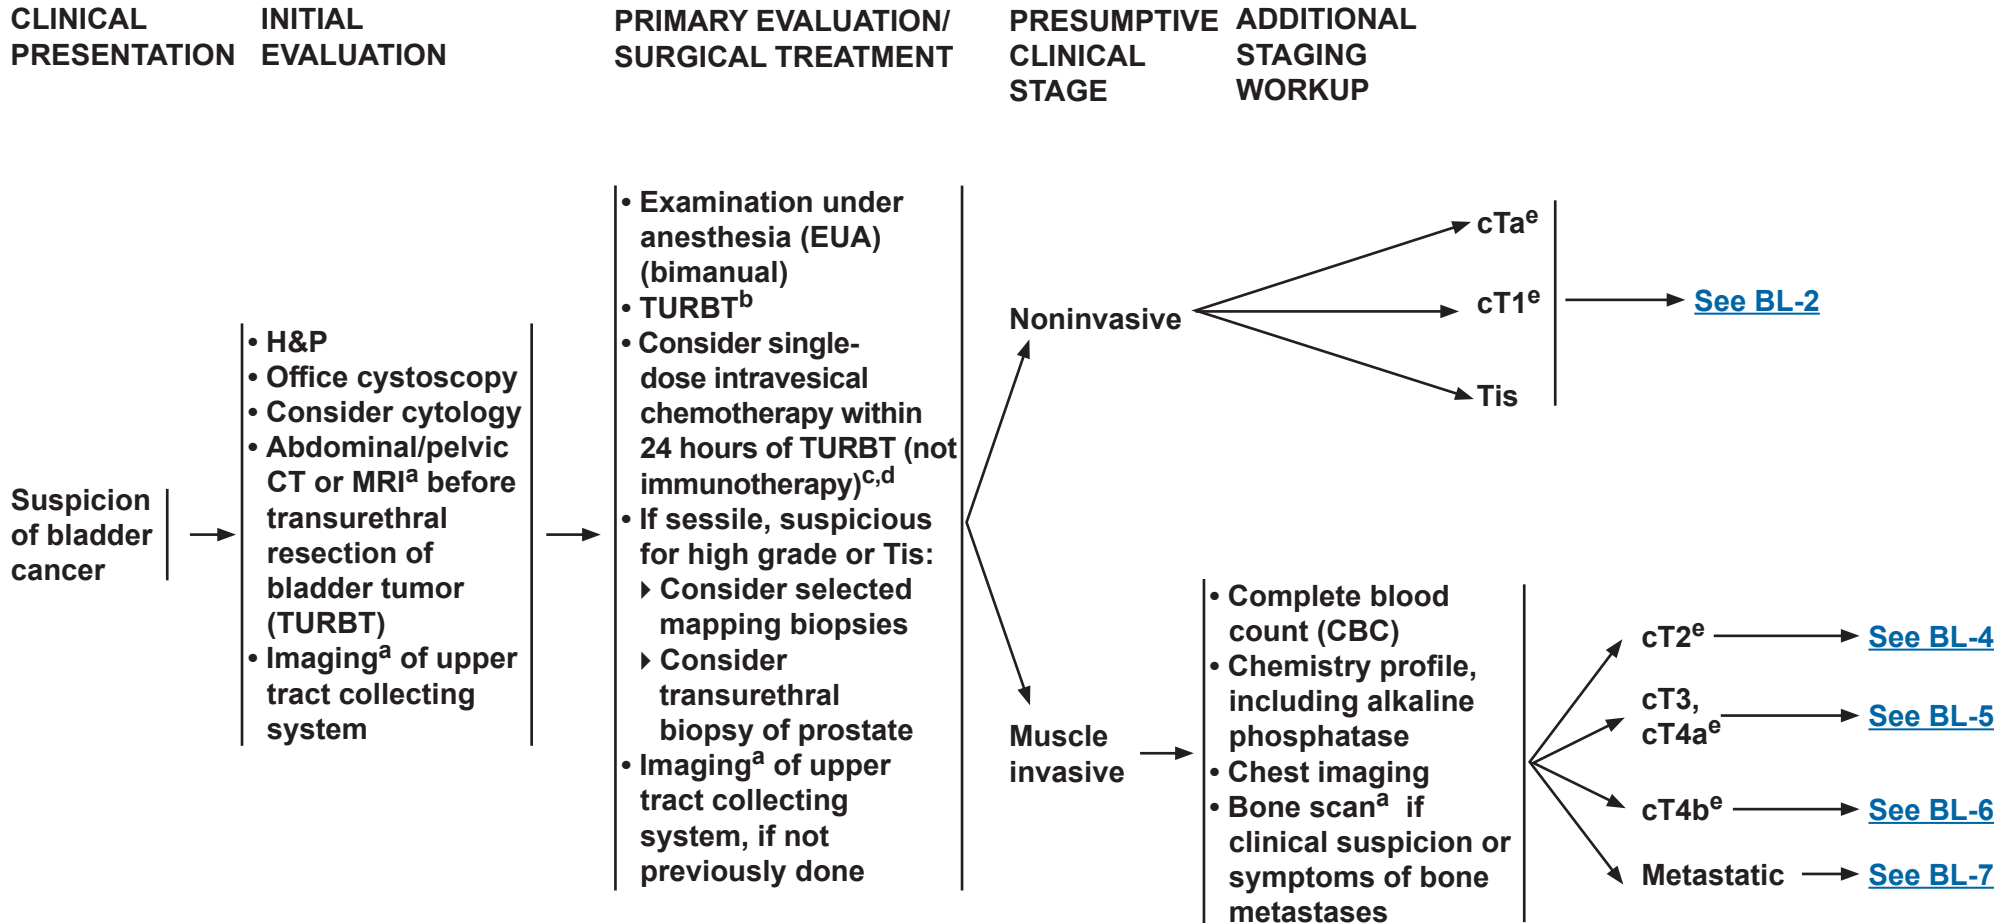 CLINICAL
PRESENTATION
INITIAL
EVALUATION
PRIMARY EVALUATION/
SURGICAL TREATMENT
PRESUMPTIVE
CLINICAL
STAGE
ADDITIONAL
STAGING
WORKUP
Suspicion
of bladder
cancer
• H&P
• Office cystoscopy
• Consider cytology
• Abdominal/pelvic
CT or MRIa before
transurethral
resection of
bladder tumor
(TURBT)
• Imaginga of upper
tract collecting
system
• Examination under
anesthesia (EUA)
(bimanual)
• TURBTb
• Consider single-
dose intravesical
chemotherapy within
24 hours of TURBT (not
immunotherapy)c,d
• If sessile, suspicious
for high grade or Tis:
▸ Consider selected
mapping biopsies
▸ Consider
transurethral
biopsy of prostate
• Imaginga of upper
tract collecting
system, if not
previously done
Noninvasive
cTae
cT1e
Tis
See BL-2
Muscle
invasive
• Complete blood
count (CBC)
• Chemistry profile,
including alkaline
phosphatase
• Chest imaging
• Bone scana if
clinical suspicion or
symptoms of bone
metastases
cT2e
See BL-4
cT3,
cT4ae
See BL-5
cT4be
See BL-6
Metastatic
See BL-7